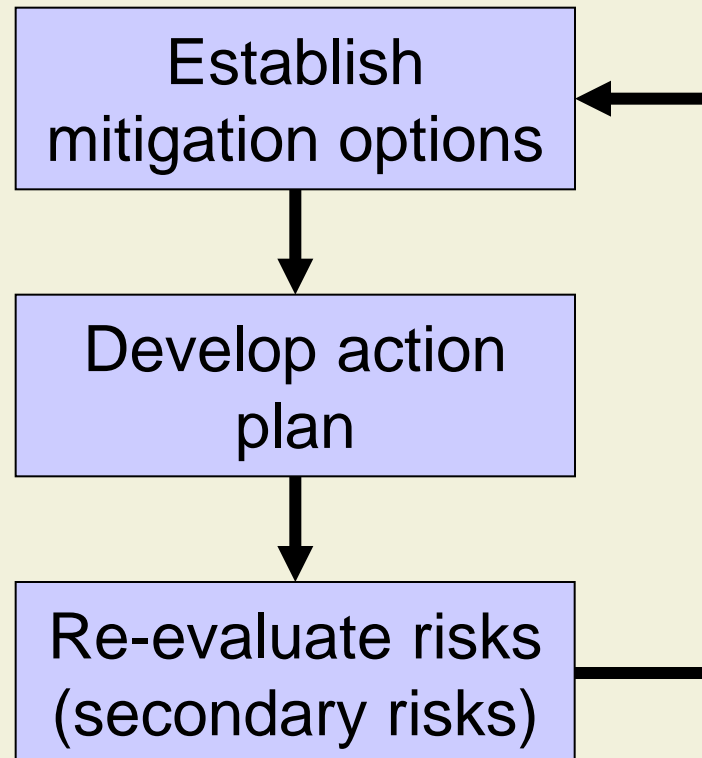 Establish
mitigation options
Develop action
plan
Re-evaluate risks
(secondary risks)